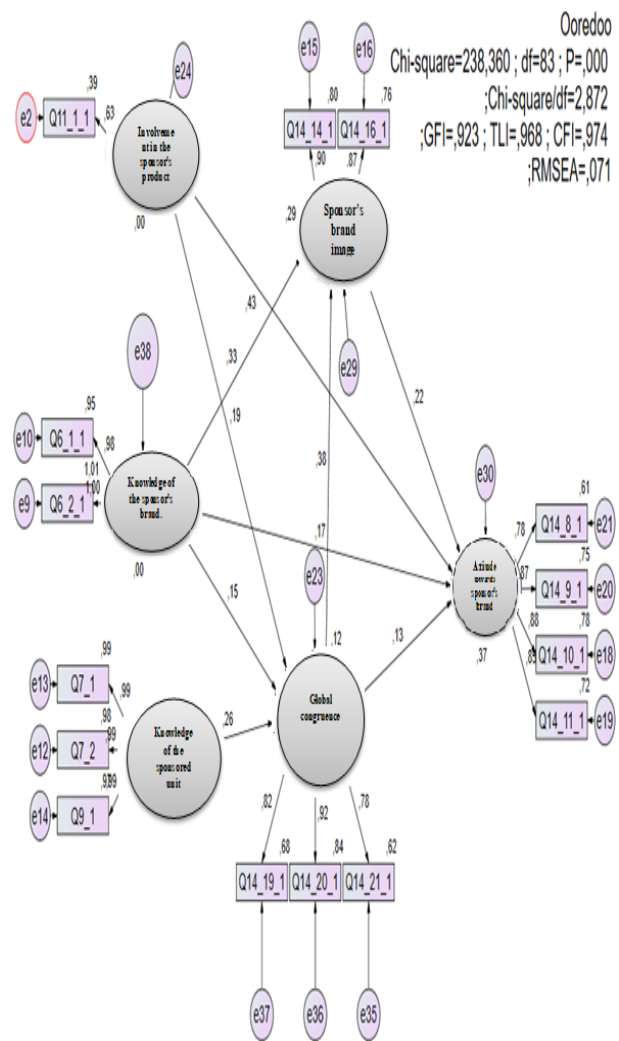 Ooredoo
Chi-square=238,360 ; df=83 ; P=,000
;Chi-square/df=2,872
;GFI=,923 ; TLI=,968 ; CFI=,974
;RMSEA=,071
e24
e15
e16
,39
,80
,76
e2
Q11_1_1
,63
Q14_14_1
Q14_16_1
Involveme
nt in the
sponsor's
product
,90
,87
,00
,29
Sponsor's
brand
image
,43
e38
,33
e29
,19
,22
,95
e10
Q6_1_1
,98
,38
e30
1,01
1,00
e9
Q6_2_1
Knowledge of
the sponsor's
brand.
,00
,17
,61
,78
Q14_8_1
e21
e23
,75
Attitude
towards
sponsor's
brand
,87
Q14_9_1
e20
,15
,12
,13
,88
,78
Q14_10_1
e18
,37
,72
Q14_11_1
e19
,99
e13
Q7_1
,99
,98
Global
congruence
e12
Q7_2
,99
Knowledge
of the
sponsored
unit
,26
e14
Q9_1
,82
,92
,78
,68
,84
,62
Q14_19_1
Q14_20_1
Q14_21_1
e37
e36
e35